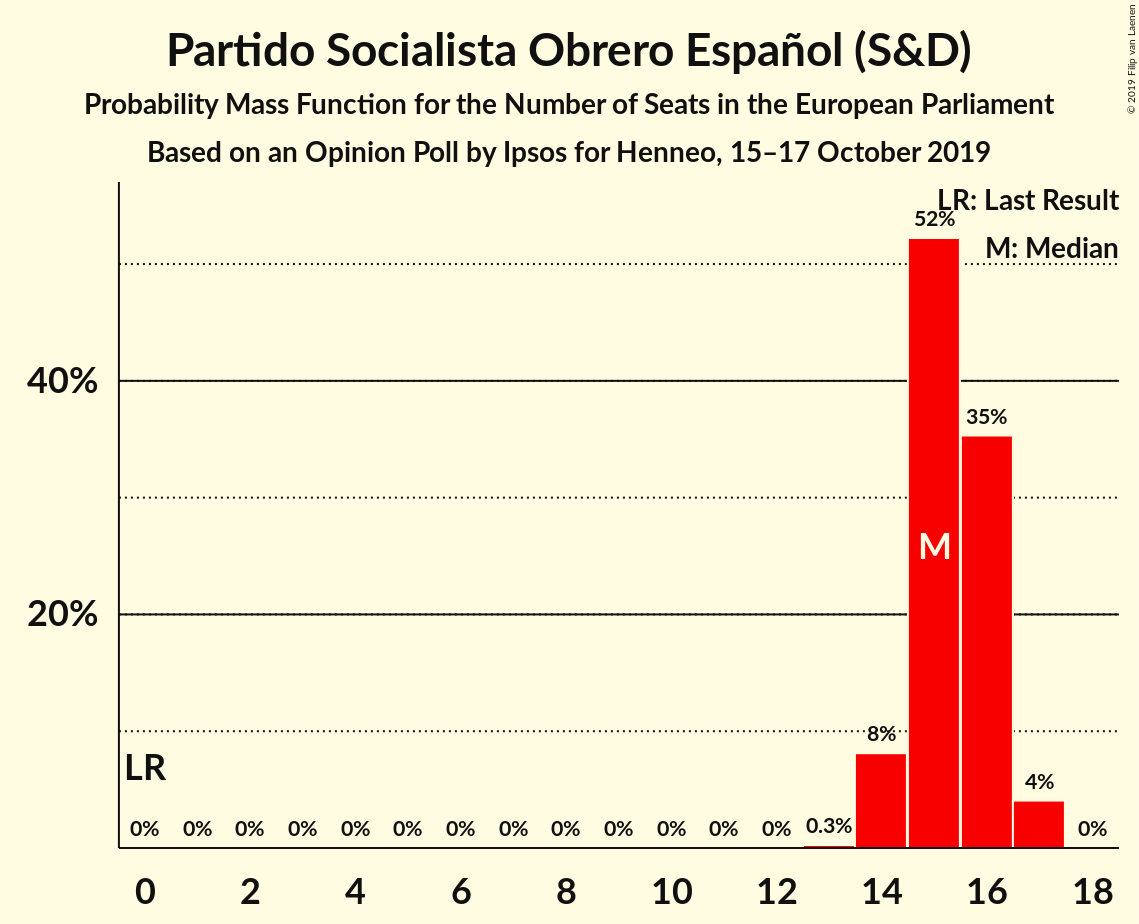 Partido Socialista Obrero Español (S&D)
Probability Mass Function for the Number of Seats in the European Parliament
Based on an Opinion Poll by Ipsos for Henneo, 15–17 October 2019
© 2019 Filip van Laenen
LR: Last Result
M: Median
52%
40%
35%
M
20%
8%
LR
4%
0% 0% 0% 0% 0% 0% 0% 0% 0% 0% 0% 0% 0% 0.3% 0%
0 2 4 6 8 10 12 14 16 18